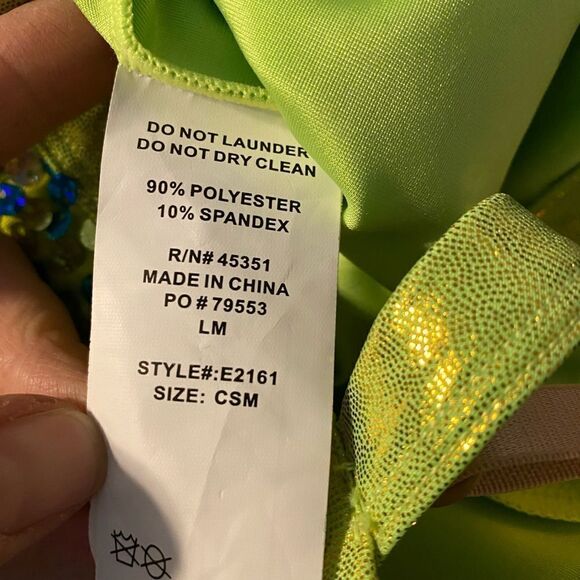 DO NOT LAUNDER
DO NOT DRY CLEAN
90% POLYESTER
10% SPANDEX
R/N# 45351
MADE IN CHINA
PO # 79553
LM
STYLE#:E2161
SIZE: CSM